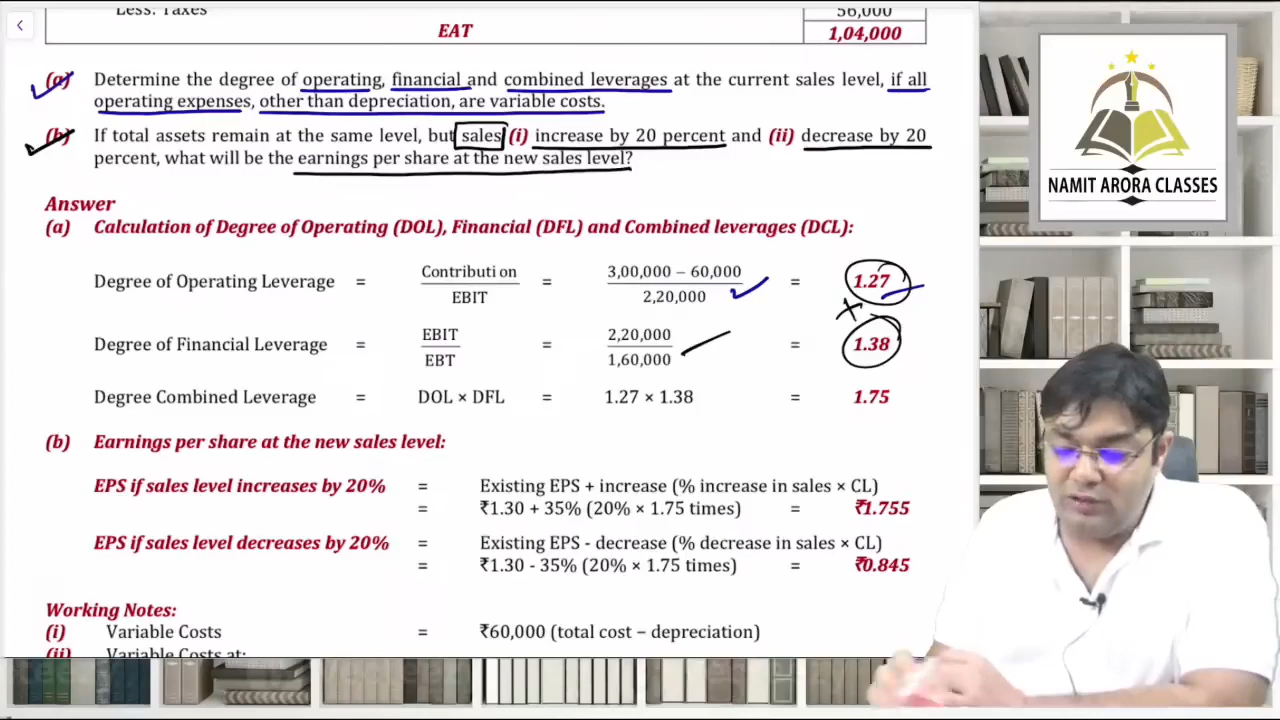 Less: Taxes 56,000
EAT 1,04,000
(a) Determine the degree of operating, financial and combined leverages at the current sales level, if all
operating expenses, other than depreciation, are variable costs.
(b) If total assets remain at the same level, but sales (i) increase by 20 percent and (ii) decrease by 20
percent, what will be the earnings per share at the new sales level?
NAMIT ARORA CLASSES
Answer
(a) Calculation of Degree of Operating (DOL), Financial (DFL) and Combined leverages (DCL):
Degree of Operating Leverage = Contribution / EBIT = 3,00,000 – 60,000 / 2,20,000 = 1.27
×
Degree of Financial Leverage = EBIT / EBT = 2,20,000 / 1,60,000 = 1.38
Degree Combined Leverage = DOL × DFL = 1.27 × 1.38 = 1.75
(b) Earnings per share at the new sales level:
EPS if sales level increases by 20% = Existing EPS + increase (% increase in sales × CL)
= ₹1.30 + 35% (20% × 1.75 times) = ₹1.755
EPS if sales level decreases by 20% = Existing EPS - decrease (% decrease in sales × CL)
= ₹1.30 - 35% (20% × 1.75 times) = ₹0.845
Working Notes:
(i) Variable Costs = ₹60,000 (total cost – depreciation)
(ii) Variable Costs at: